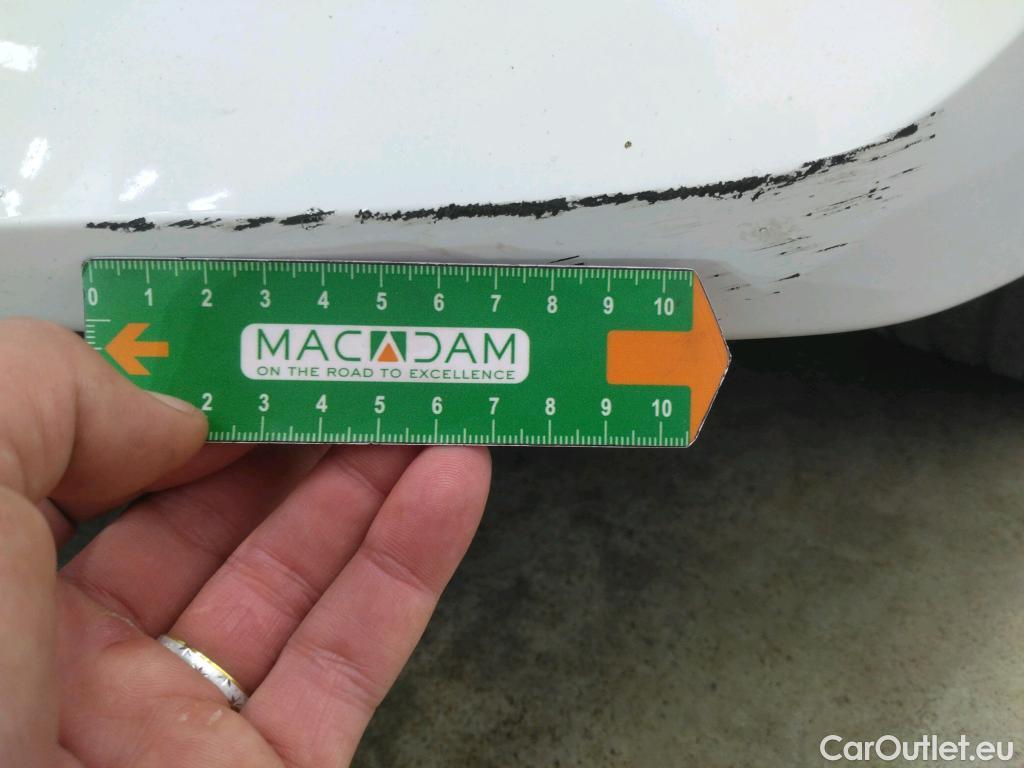 0 1 2 3 4 5 6 7 8 9 10
MACADAM
ON THE ROAD TO EXCELLENCE
2 3 4 5 6 7 8 9 10
CarOutlet.eu